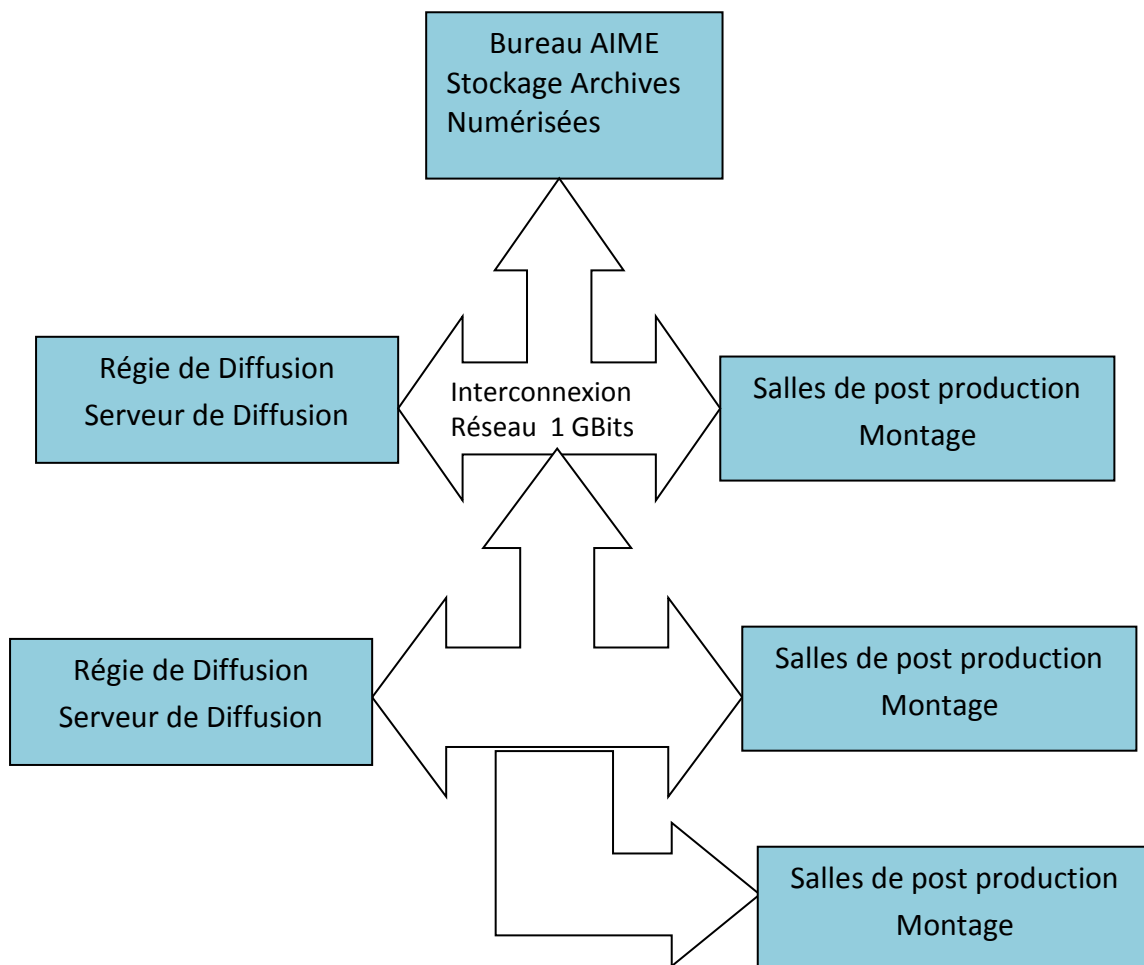 Bureau AIME
Stockage Archives
Numérisées
Régie de Diffusion
Serveur de Diffusion
Interconnexion
Réseau 1 GBits
Salles de post production
Montage
Régie de Diffusion
Serveur de Diffusion
Salles de post production
Montage
Salles de post production
Montage